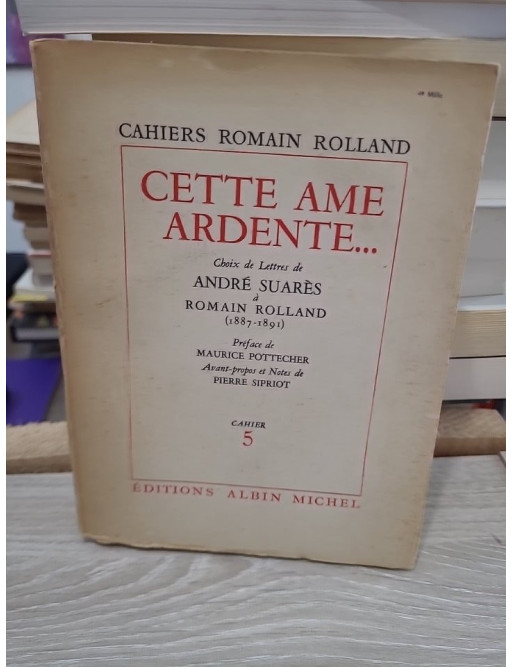 CAHIERS ROMAIN ROLLAND
CETTE AME
ARDENTE...
Choix de Lettres de
ANDRÉ SUARÈS
à
ROMAIN ROLLAND
(1887-1891)
Préface de
MAURICE POTTECHER
Avant-propos et Notes de
PIERRE SIPRIOT
CAHIER
5
ÉDITIONS ALBIN MICHEL